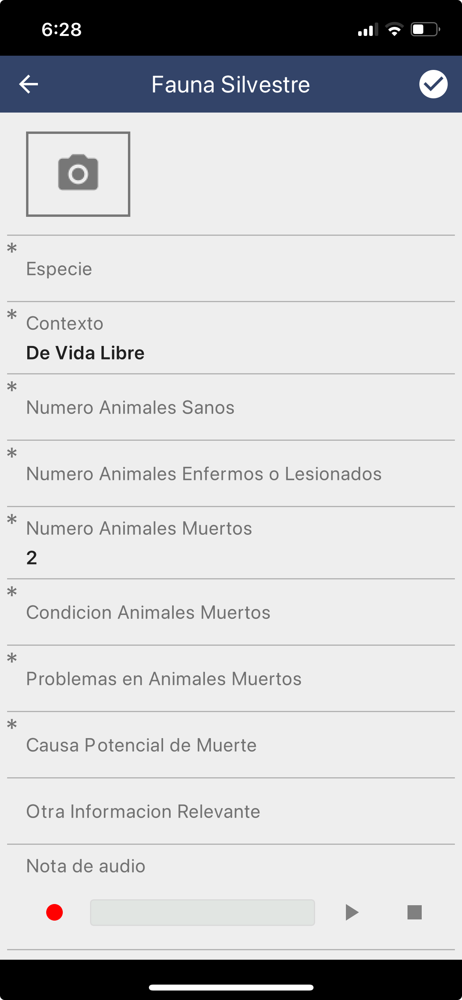 6:28
Fauna Silvestre
*
Especie
*
Contexto
De Vida Libre
*
Numero Animales Sanos
*
Numero Animales Enfermos o Lesionados
*
Numero Animales Muertos
2
*
Condicion Animales Muertos
*
Problemas en Animales Muertos
*
Causa Potencial de Muerte
Otra Informacion Relevante
Nota de audio